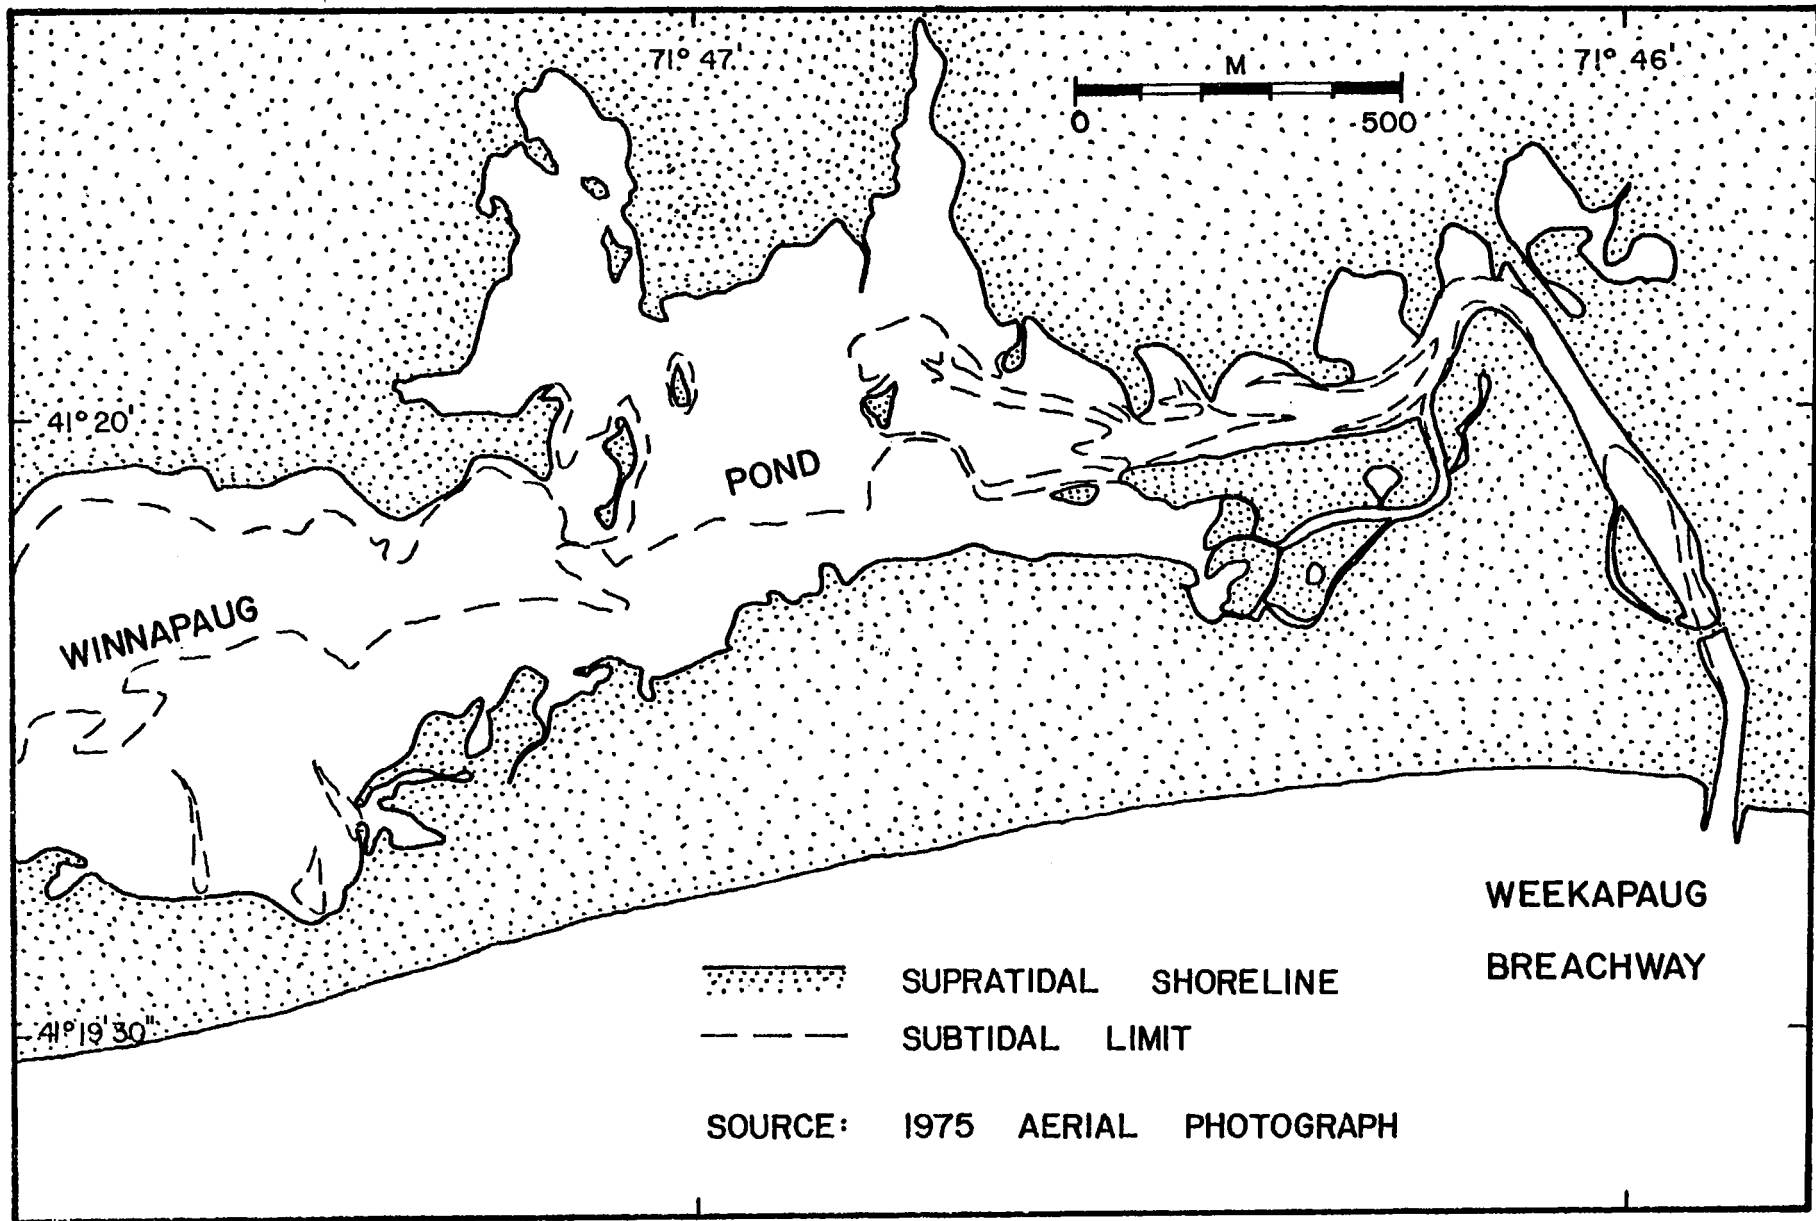 71° 47'
71° 46'
M
0 500
41° 20'
POND
WINNAPAUG
WEEKAPAUG
BREACHWAY
SUPRATIDAL SHORELINE
41°19'30"
SUBTIDAL LIMIT
SOURCE: 1975 AERIAL PHOTOGRAPH